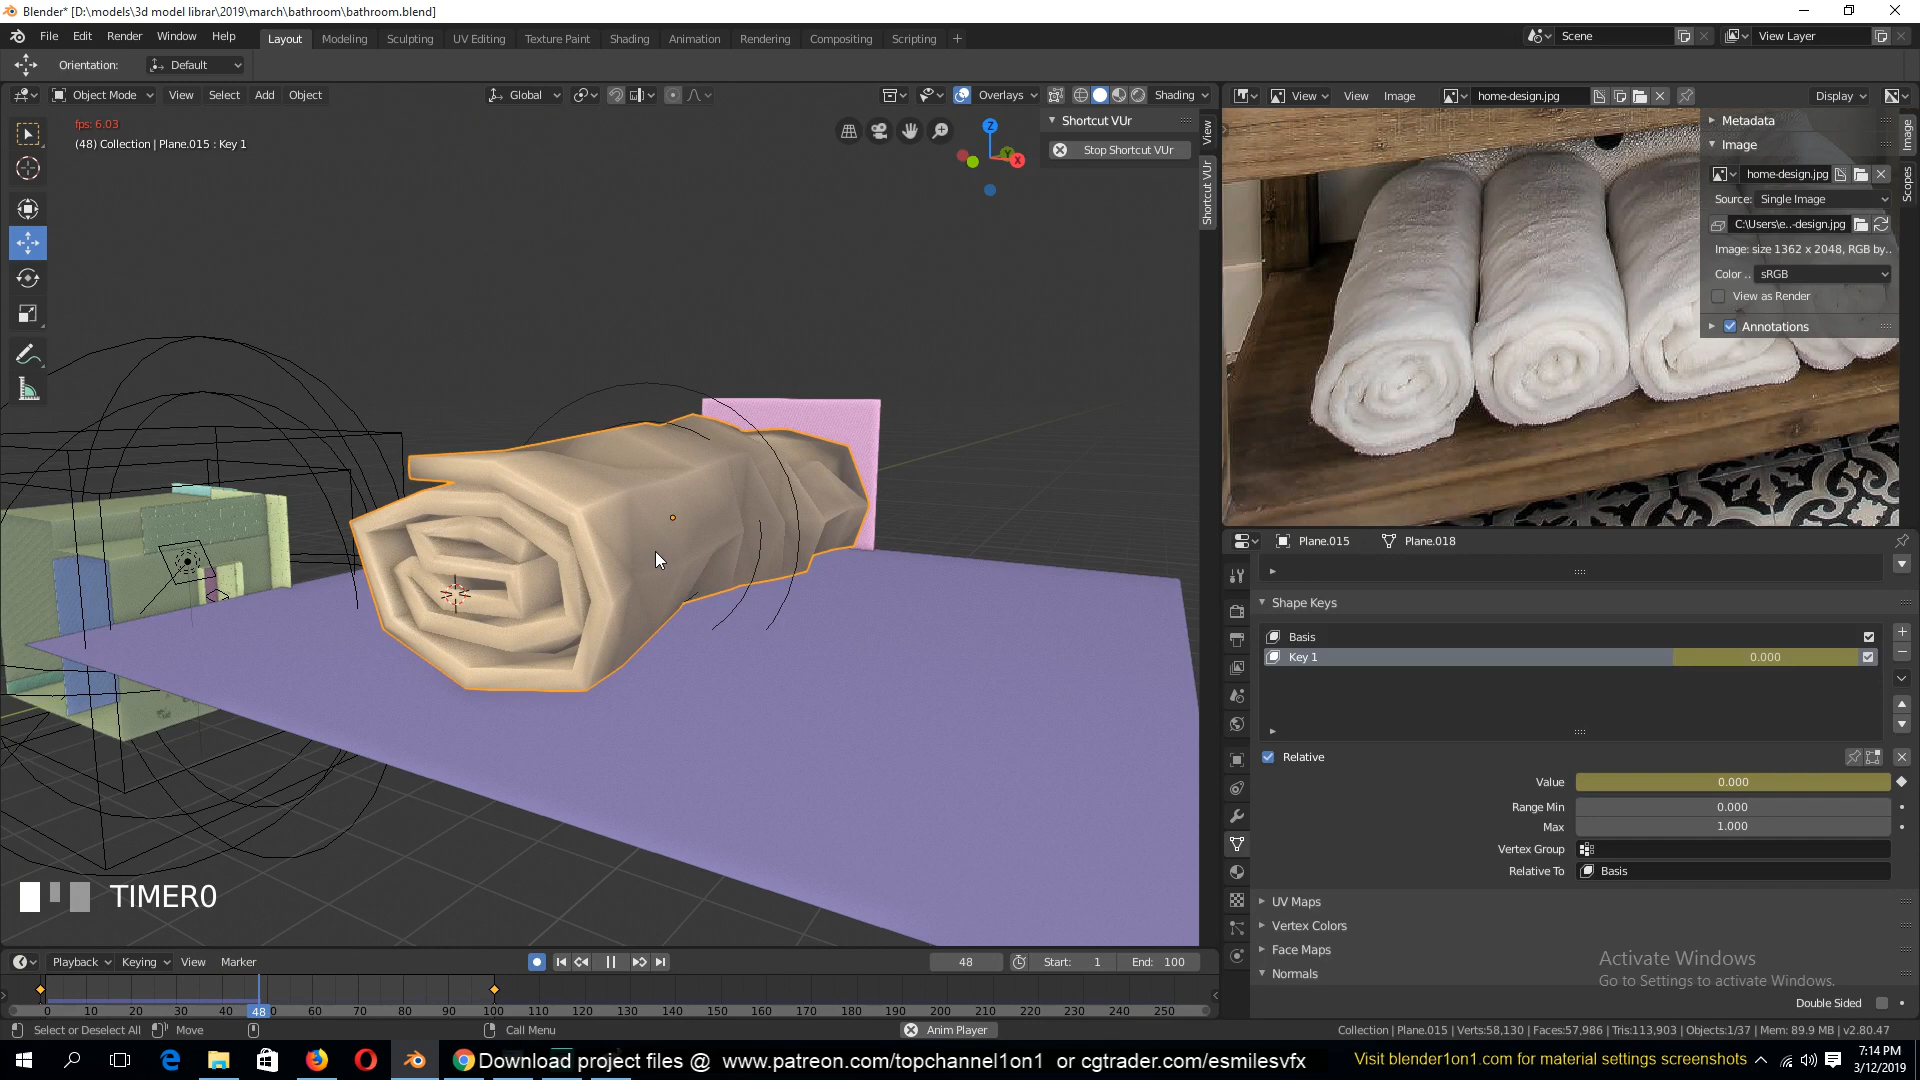 Blender* [D:\models\3d model librar\2019\march\bathroom\bathroom.blend]
File Edit Render Window Help
Layout Modeling Sculpting UV Editing Texture Paint Shading Animation Rendering Compositing Scripting +
Scene
View Layer
Orientation: Default
Object Mode View Select Add Object
Global
Overlays
Shading
View
View Image
home-design.jpg
Display
fps: 6.03
(48) Collection | Plane.015 : Key 1
Z
Y
X
Shortcut VUr
Stop Shortcut VUr
View
Shortcut VUr
Metadata
Image
home-design.jpg
Source: Single Image
C:\Users\e..-design.jpg
Image: size 1362 x 2048, RGB by..
Color .. sRGB
View as Render
Annotations
Image
Scopes
Plane.015 Plane.018
Shape Keys
Basis
Key 1 0.000
Relative
Value 0.000
Range Min 0.000
Max 1.000
Vertex Group
Relative To Basis
UV Maps
Vertex Colors
Face Maps
Normals
Double Sided
Activate Windows
Go to Settings to activate Windows.
TIMER0
Playback Keying View Marker
48
Start: 1
End: 100
0 10 20 30 40 48 0 60 70 80 90 100 110 120 130 140 150 160 170 180 190 200 210 220 230 240 250
Select or Deselect All Move Call Menu Anim Player
Collection | Plane.015 | Verts:58,130 | Faces:57,986 | Tris:113,903 | Objects:1/37 | Mem: 89.9 MB | v2.80.47
Download project files @ www.patreon.com/topchannel1on1 or cgtrader.com/esmilesvfx
Visit blender1on1.com for material settings screenshots
7:14 PM
3/12/2019